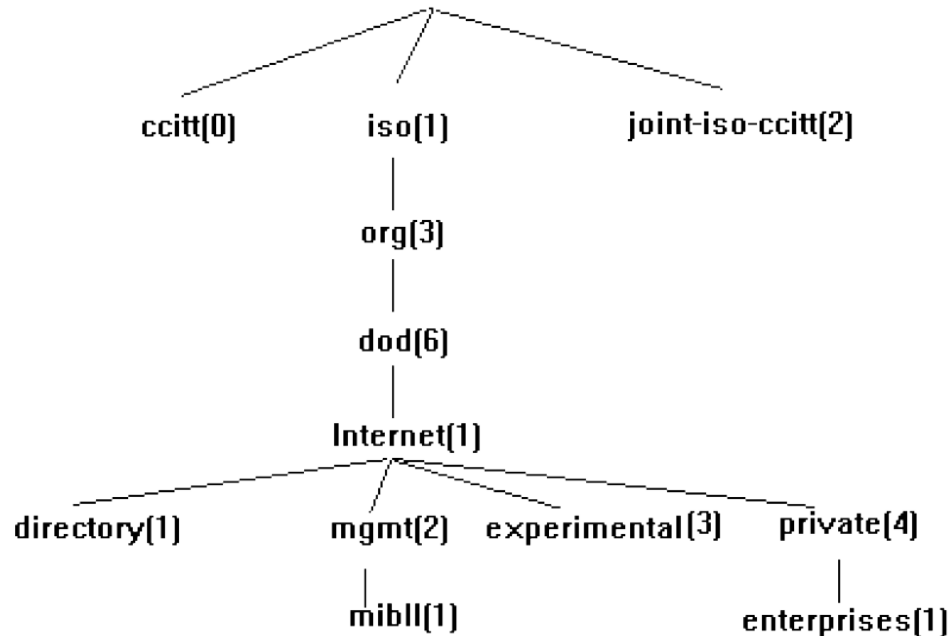 ccitt(0) iso(1) joint-iso-ccitt(2)
org(3)
dod(6)
Internet(1)
directory(1) mgmt(2) experimental(3) private(4)
mibII(1) enterprises(1)